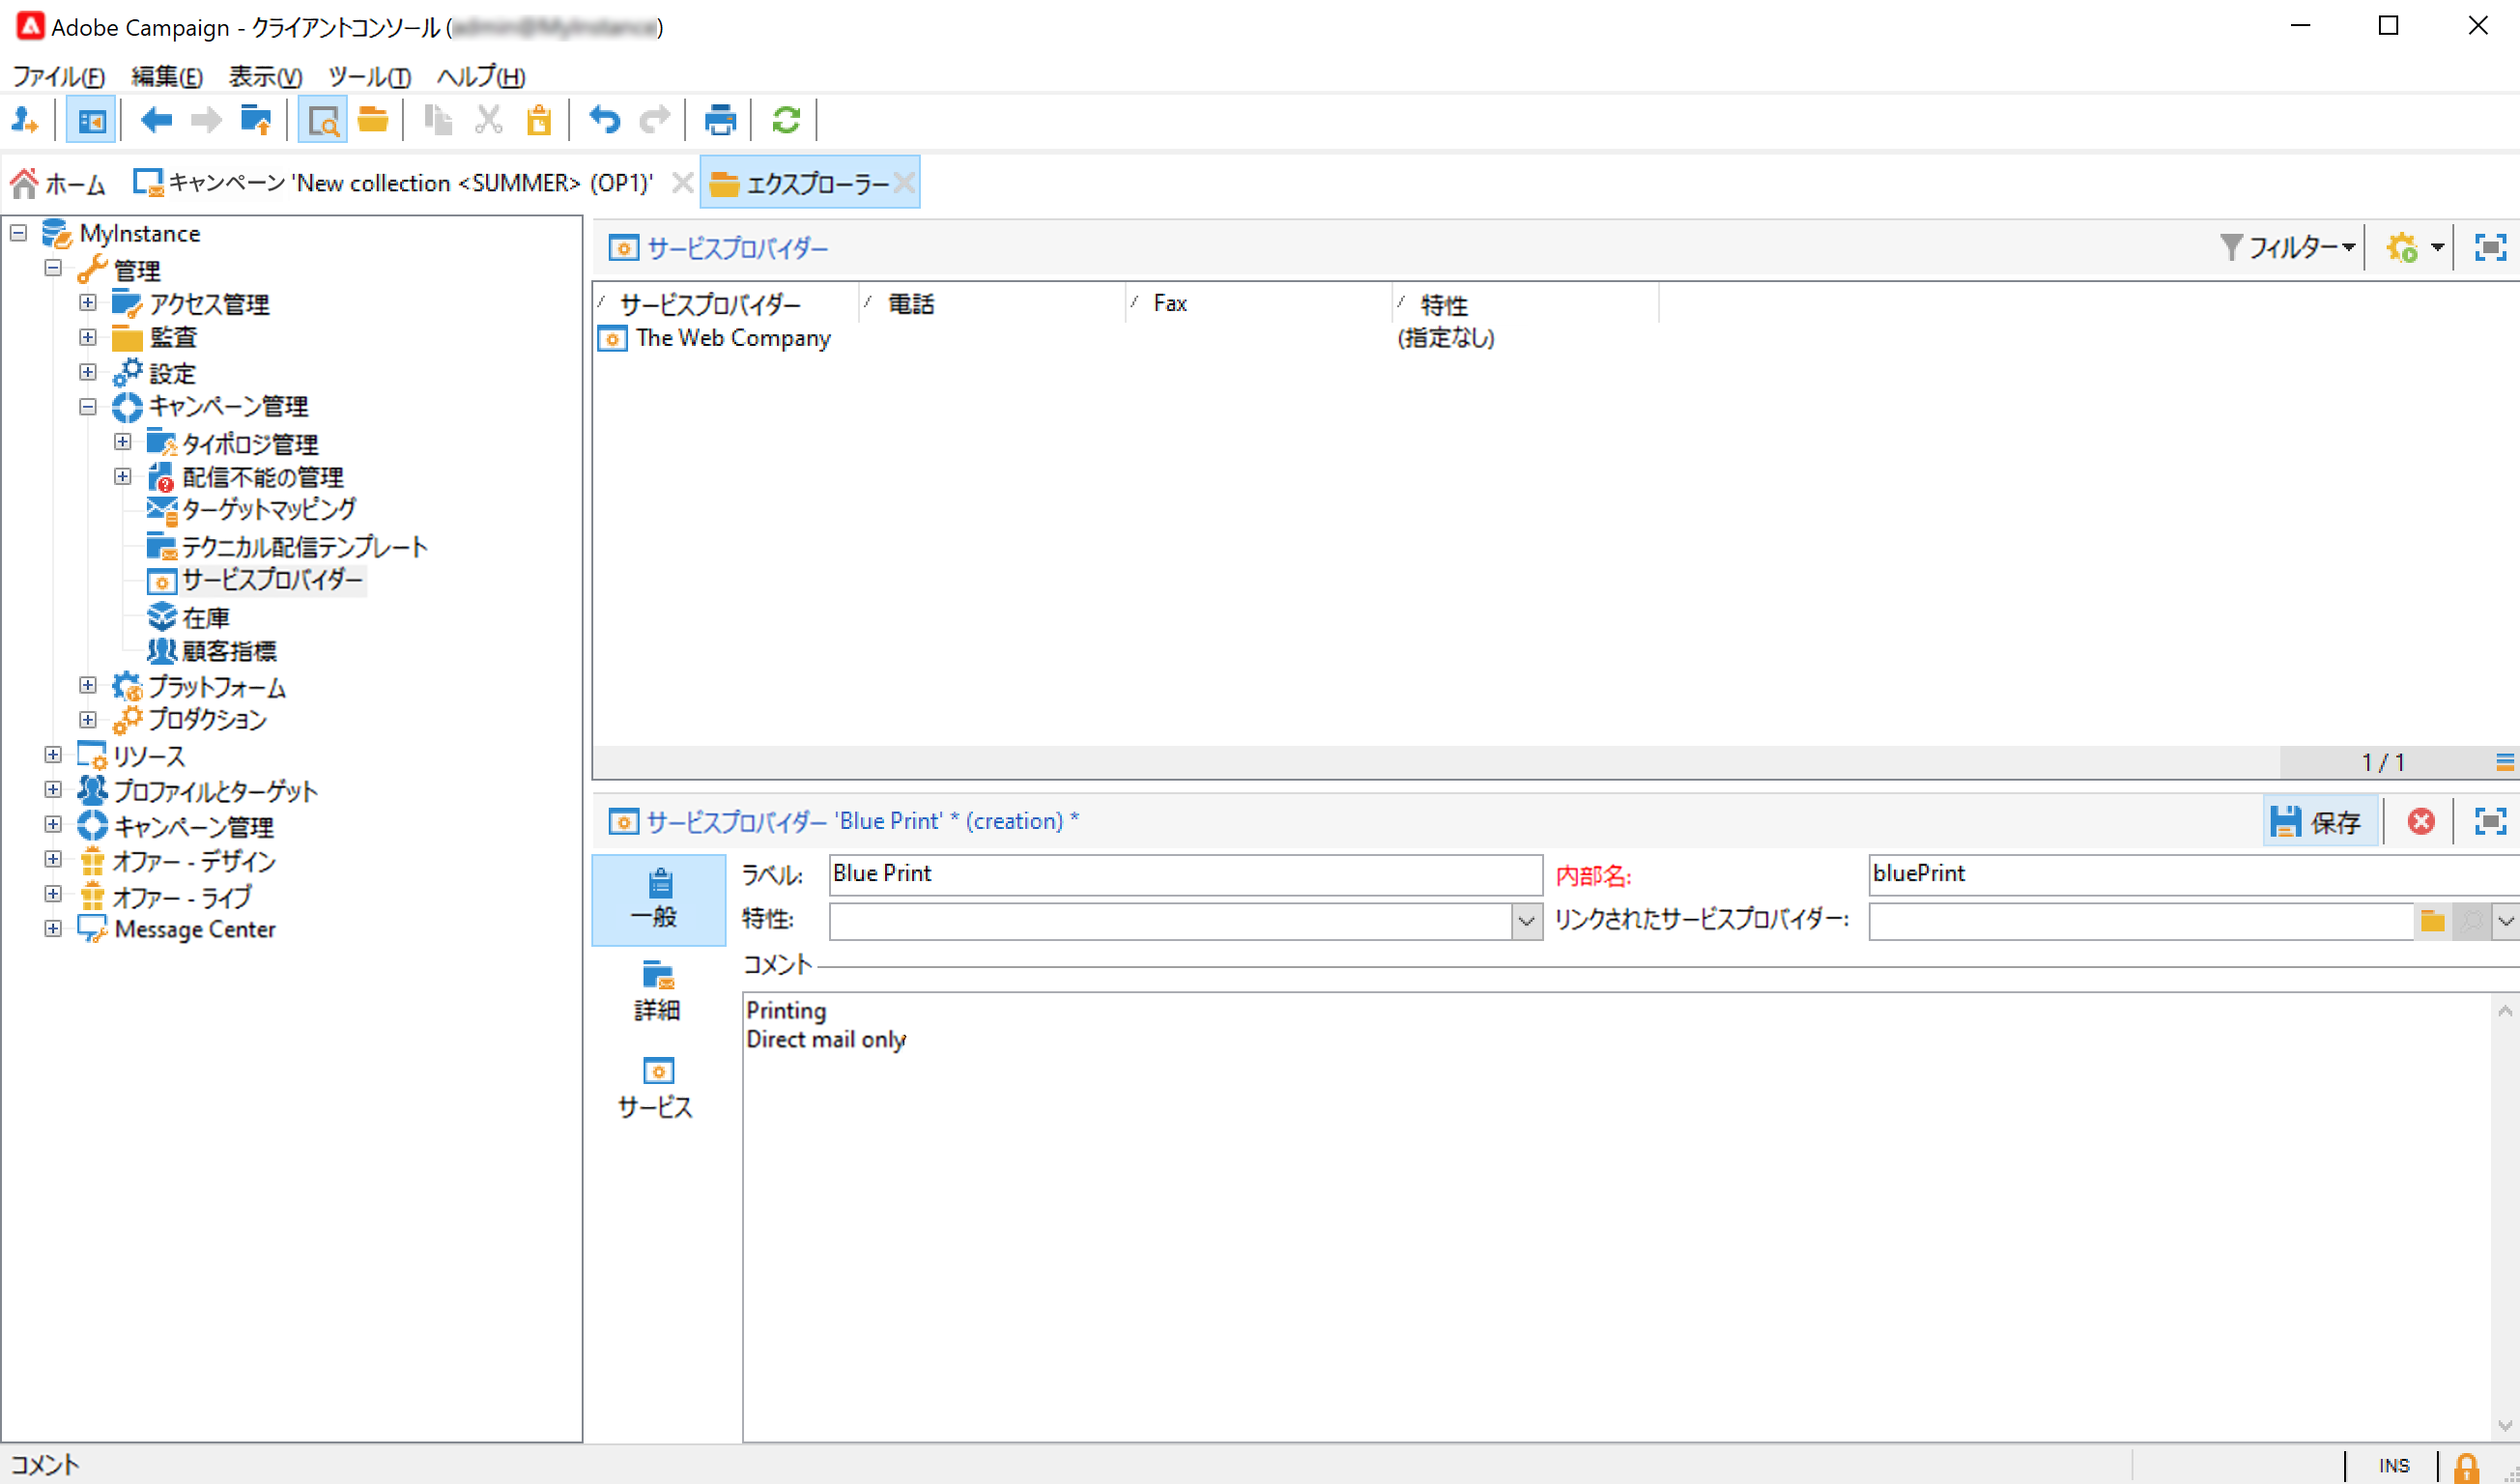 Adobe Campaign - クライアントコンソール ( )
ファイル(F) 編集(E) 表示(V) ツール(T) ヘルプ(H)
ホーム キャンペーン 'New collection <SUMMER> (OP1)' エクスプローラー
MyInstance
管理
アクセス管理
監査
設定
キャンペーン管理
タイポロジ管理
配信不能の管理
ターゲットマッピング
テクニカル配信テンプレート
サービスプロバイダー
在庫
顧客指標
プラットフォーム
プロダクション
リソース
プロファイルとターゲット
キャンペーン管理
オファー - デザイン
オファー - ライブ
Message Center
サービスプロバイダー フィルター
サービスプロバイダー 電話 Fax 特性
The Web Company (指定なし)
1 / 1
サービスプロバイダー 'Blue Print' * (creation) * 保存
一般
詳細
サービス
ラベル: Blue Print 内部名: bluePrint
特性: リンクされたサービスプロバイダー:
コメント
Printing
Direct mail only
コメント INS